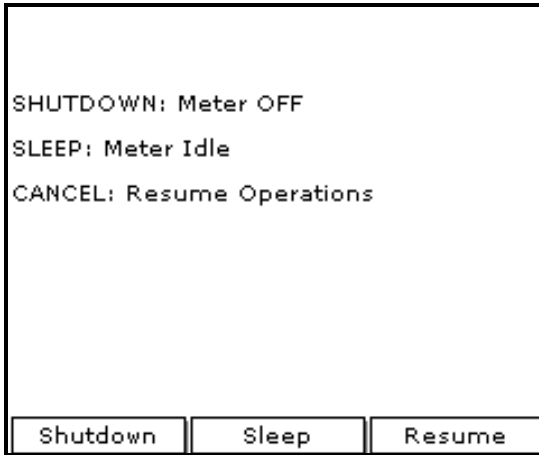 SHUTDOWN: Meter OFF
SLEEP: Meter Idle
CANCEL: Resume Operations
Shutdown Sleep Resume